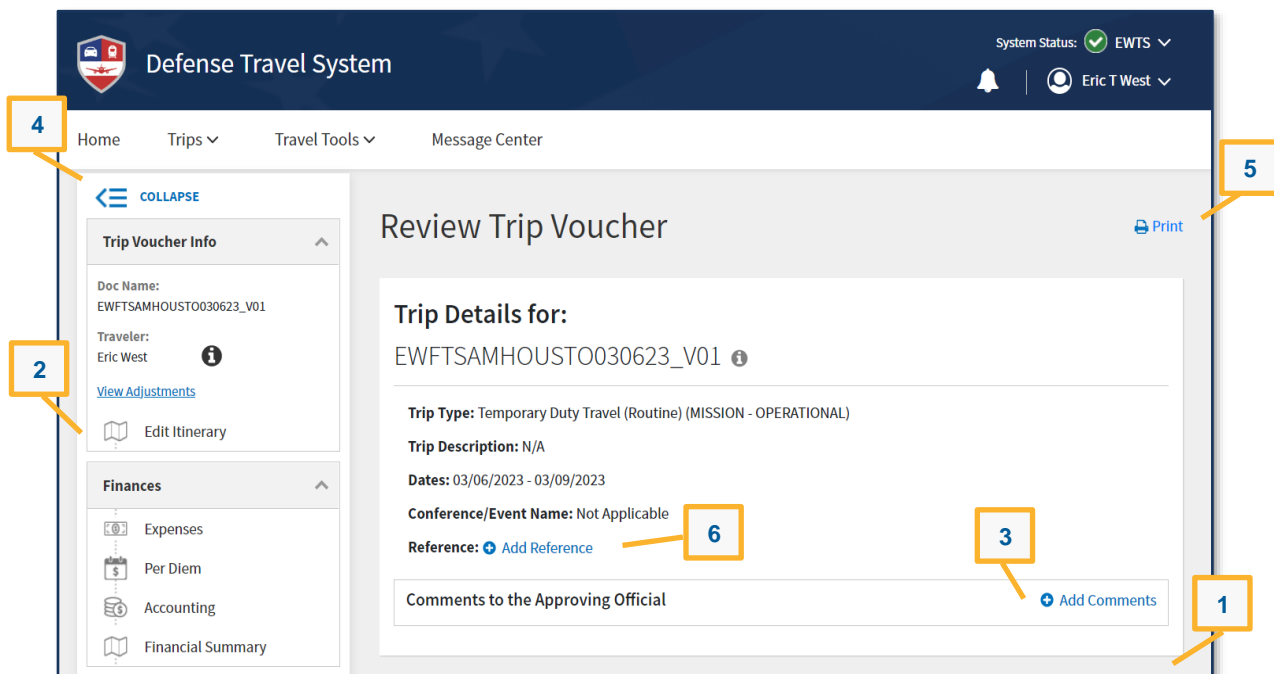 System Status: EWTS
Defense Travel System
Eric T West
4
Home Trips Travel Tools Message Center
5
COLLAPSE
Review Trip Voucher
Print
Trip Voucher Info
Doc Name:
EWFTSAMHOUSTO030623_V01
Traveler:
Eric West
2
View Adjustments
Edit Itinerary
Finances
Expenses
Per Diem
Accounting
Financial Summary
Trip Details for:
EWFTSAMHOUSTO030623_V01
Trip Type: Temporary Duty Travel (Routine) (MISSION - OPERATIONAL)
Trip Description: N/A
Dates: 03/06/2023 - 03/09/2023
Conference/Event Name: Not Applicable
6
Reference: Add Reference
3
Comments to the Approving Official
Add Comments
1